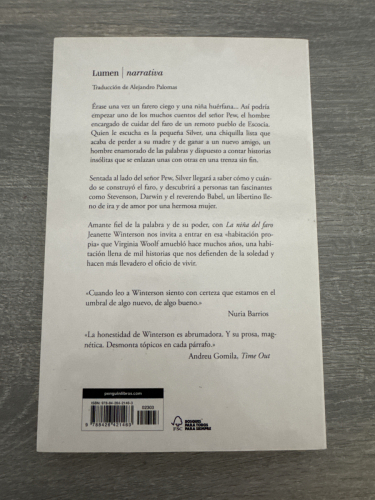 Lumen | narrativa
Traducción de Alejandro Palomas
Érase una vez un farero ciego y una niña huérfana... Así podría
empezar uno de los muchos cuentos del señor Pew, el hombre
encargado de cuidar del faro de un remoto pueblo de Escocia.
Quien le escucha es la pequeña Silver, una chiquilla lista que
acaba de perder a su madre y de ganar a un nuevo amigo, un
hombre enamorado de las palabras y dispuesto a contar historias
insólitas que se enlazan unas con otras en una trenza sin fin.
Sentada al lado del señor Pew, Silver llegará a saber cómo y cuán-
do se construyó el faro, y descubrirá a personas tan fascinantes
como Stevenson, Darwin y el reverendo Babel, un libertino lle-
no de ira y de amor por una hermosa mujer.
Amante fiel de la palabra y de su poder, con La niña del faro
Jeanette Winterson nos invita a entrar en esa «habitación pro-
pia» que Virginia Woolf amuebló hace muchos años, una habi-
tación llena de mil historias que nos defienden de la soledad y
hacen más llevadero el oficio de vivir.
«Cuando leo a Winterson siento con certeza que estamos en el
umbral de algo nuevo, de algo bueno.»
Nuria Barrios
«La honestidad de Winterson es abrumadora. Y su prosa, mag-
nética. Desmonta tópicos en cada párrafo.»
Andreu Gomila, Time Out
penguinlibros.com
FSC